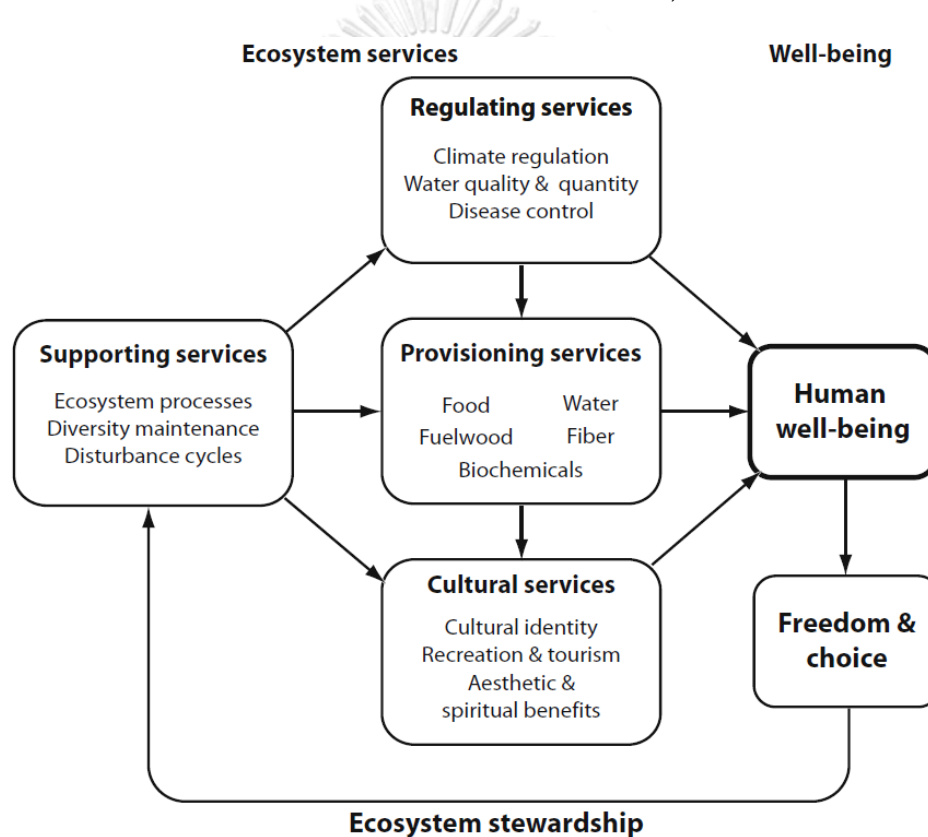 Ecosystem services
Well-being
Regulating services
Climate regulation
Water quality & quantity
Disease control
Supporting services
Ecosystem processes
Diversity maintenance
Disturbance cycles
Provisioning services
Food
Water
Fuelwood
Fiber
Biochemicals
Human
well-being
Cultural services
Cultural identity
Recreation & tourism
Aesthetic &
spiritual benefits
Freedom &
choice
Ecosystem stewardship